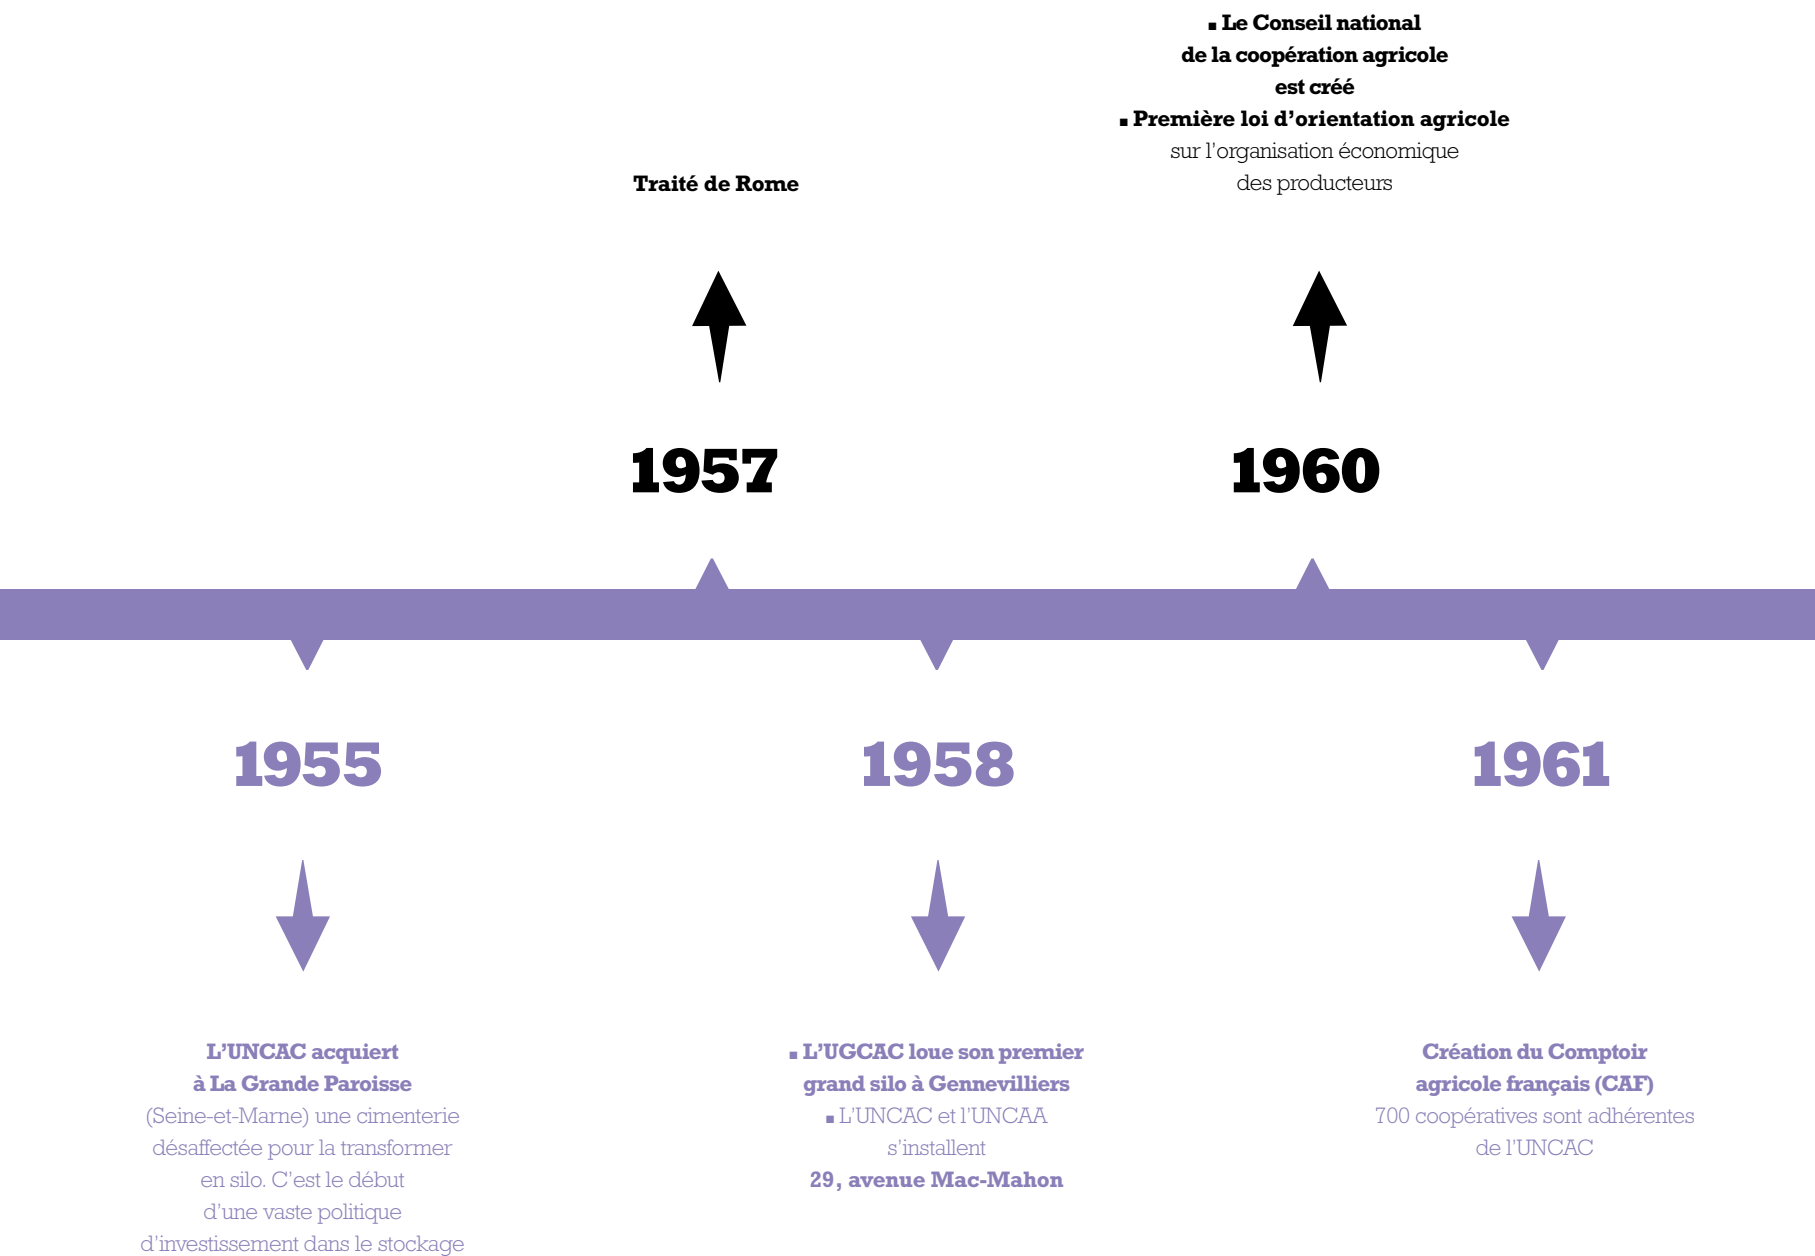 ▪ Le Conseil national
de la coopération agricole
est créé
▪ Première loi d’orientation agricole
sur l’organisation économique
des producteurs
Traité de Rome
1957
1960
1955
1958
1961
L’UNCAC acquiert
à La Grande Paroisse
(Seine-et-Marne) une cimenterie
désaffectée pour la transformer
en silo. C’est le début
d’une vaste politique
d’investissement dans le stockage
▪ L’UGCAC loue son premier
grand silo à Gennevilliers
▪ L’UNCAC et l’UNCAA
s’installent
29, avenue Mac-Mahon
Création du Comptoir
agricole français (CAF)
700 coopératives sont adhérentes
de l’UNCAC